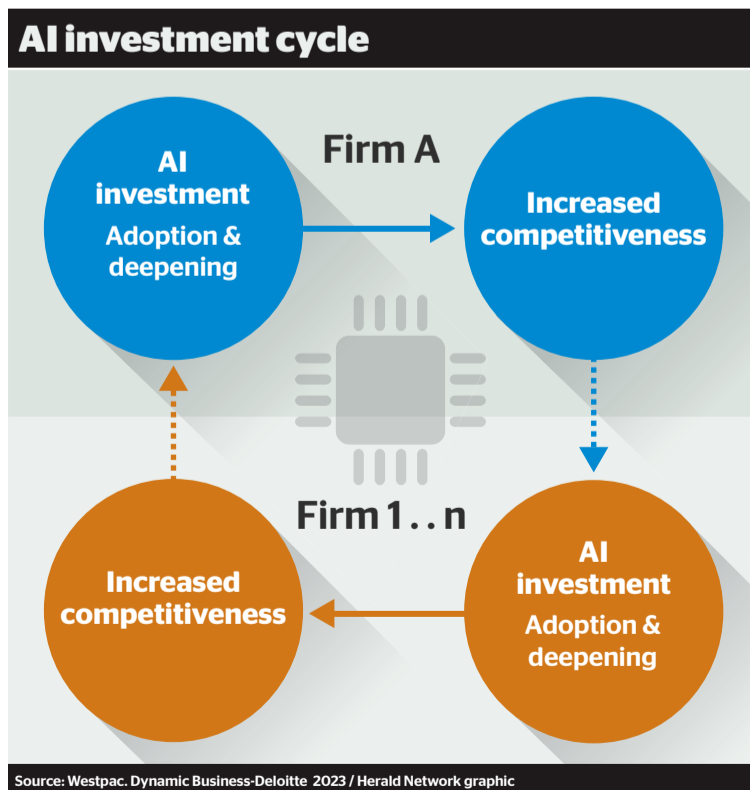 AI investment cycle
Firm A
AI
investment
Adoption &
deepening
Increased
competitiveness
Firm 1 . . n
Increased
competitiveness
AI
investment
Adoption &
deepening
Source: Westpac. Dynamic Business-Deloitte 2023 / Herald Network graphic